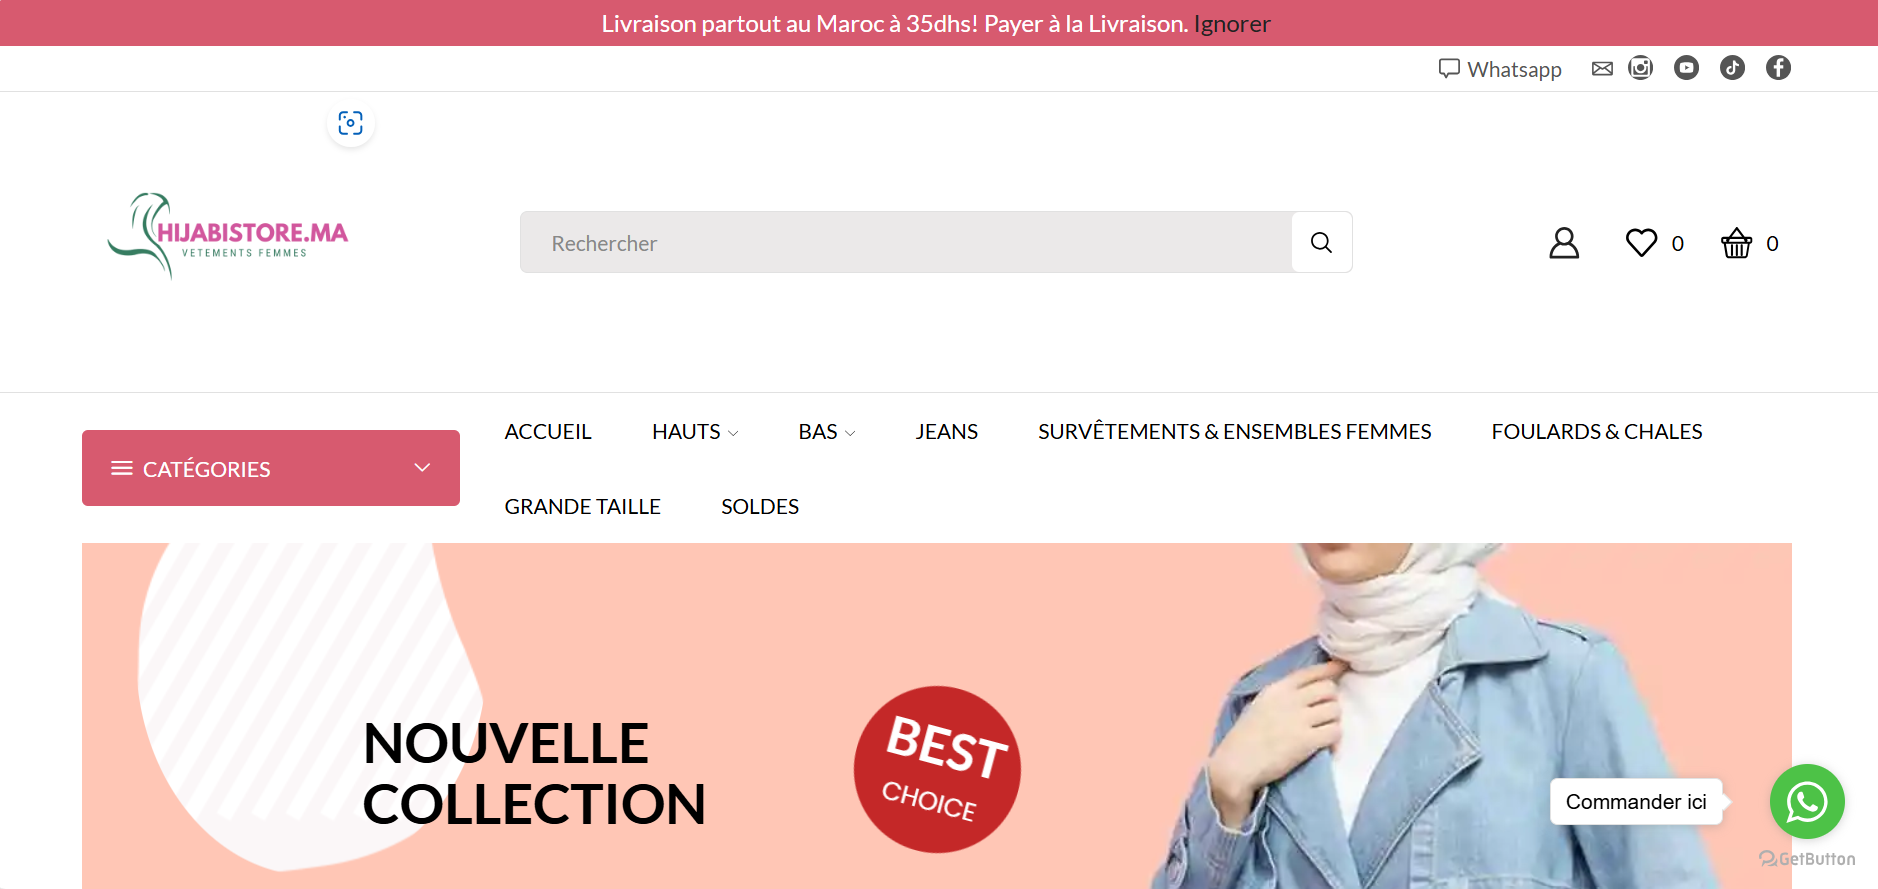 Livraison partout au Maroc à 35dhs! Payer à la Livraison. Ignorer
Whatsapp
HIJABISTORE.MA
VETEMENTS FEMMES
Rechercher
0
0
CATÉGORIES
ACCUEIL HAUTS BAS JEANS SURVÊTEMENTS & ENSEMBLES FEMMES FOULARDS & CHALES
GRANDE TAILLE SOLDES
NOUVELLE
COLLECTION
BEST
CHOICE
Commander ici
GetButton